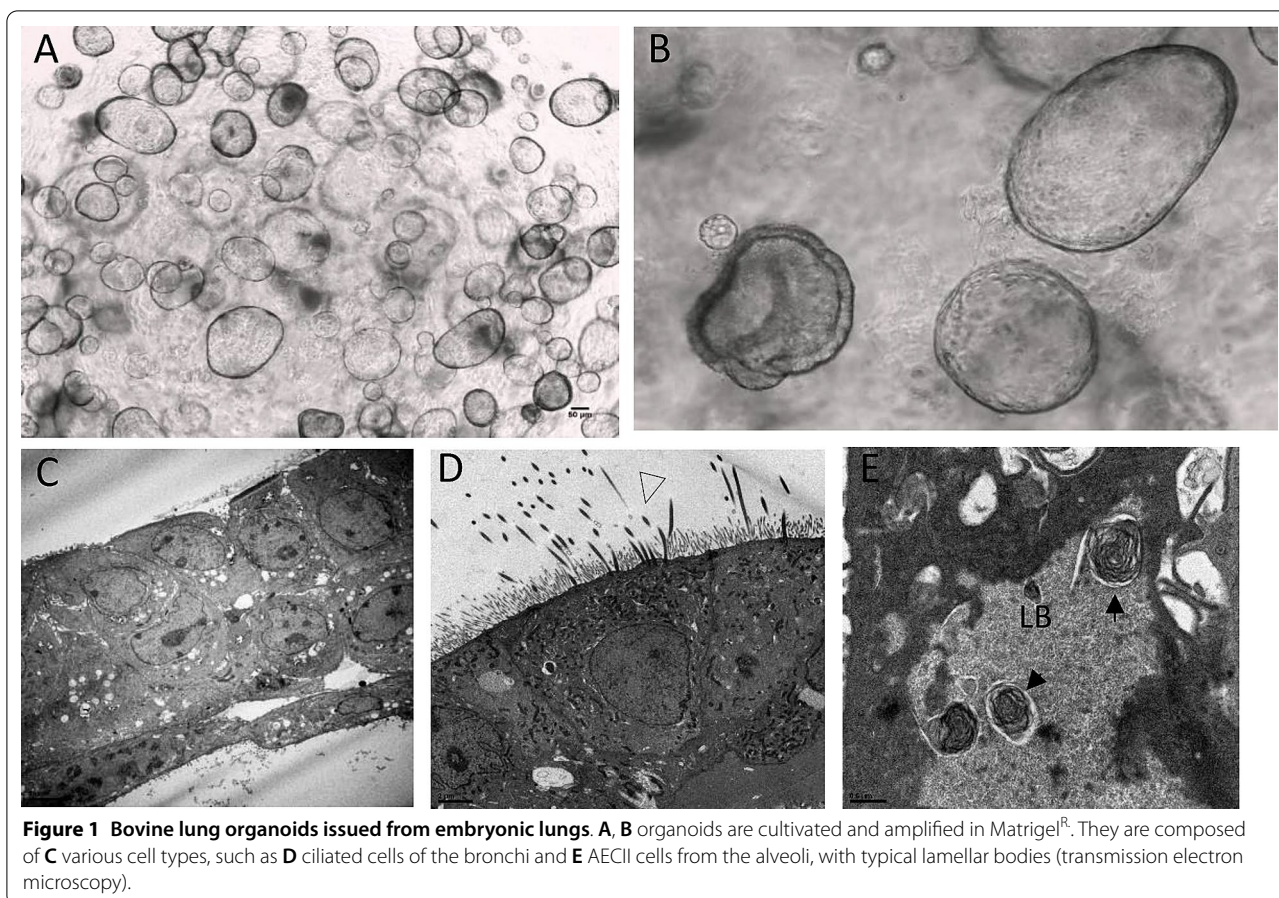 A
B
50 µm
C
D
E
LB
Figure 1 Bovine lung organoids issued from embryonic lungs. A, B organoids are cultivated and amplified in Matrigel^R. They are composed
of C various cell types, such as D ciliated cells of the bronchi and E AECII cells from the alveoli, with typical lamellar bodies (transmission electron
microscopy).